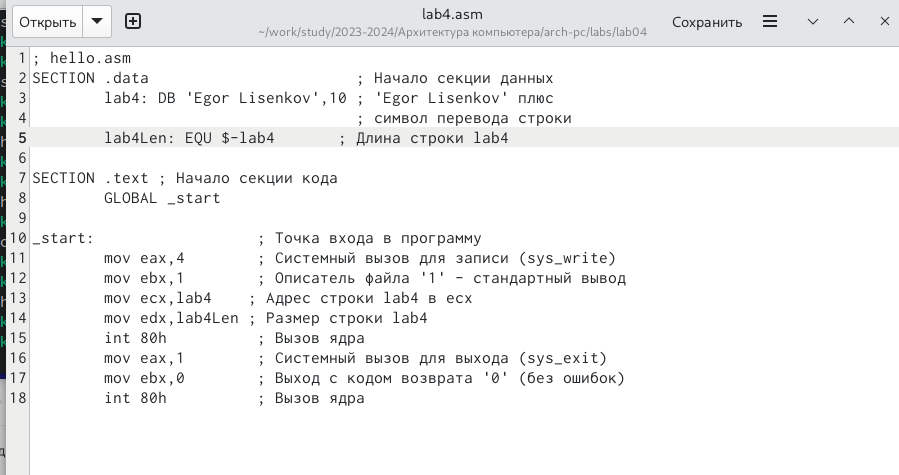 Открыть
lab4.asm
~/work/study/2023-2024/Архитектура компьютера/arch-pc/labs/lab04
Сохранить
1 ; hello.asm
2 SECTION .data                       ; Начало секции данных
3         lab4: DB 'Egor Lisenkov',10 ; 'Egor Lisenkov' плюс
4                                     ; символ перевода строки
5         lab4Len: EQU $-lab4       ; Длина строки lab4
6
7 SECTION .text ; Начало секции кода
8         GLOBAL _start
9
10 _start:                  ; Точка входа в программу
11         mov eax,4        ; Системный вызов для записи (sys_write)
12         mov ebx,1        ; Описатель файла '1' - стандартный вывод
13         mov ecx,lab4    ; Адрес строки lab4 в ecx
14         mov edx,lab4Len ; Размер строки lab4
15         int 80h          ; Вызов ядра
16         mov eax,1        ; Системный вызов для выхода (sys_exit)
17         mov ebx,0        ; Выход с кодом возврата '0' (без ошибок)
18         int 80h          ; Вызов ядра